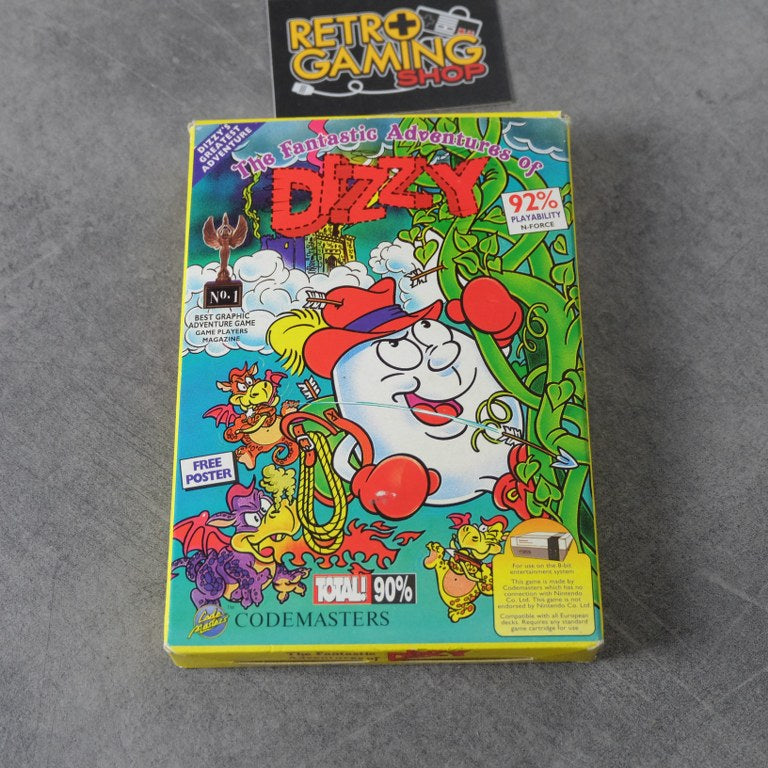 RETRO
GAMING
SHOP
DIZZY'S
GREATEST
ADVENTURE
The Fantastic Adventures of
DIZZY
92%
PLAYABILITY
N-FORCE
No. 1
BEST GRAPHIC
ADVENTURE GAME
GAME PLAYERS
MAGAZINE
FREE
POSTER
For use on the 8-bit
entertainment system
This game is made by
Codemasters which has no
connection with Nintendo
Co. Ltd. This game is not
endorsed by Nintendo Co. Ltd
Compatible with all European
decks. Requires any standard
game cartridge for use
TOTAL! 90%
Code
Masters
™
CODEMASTERS
The Fantastic
Adventures of
DIZZY